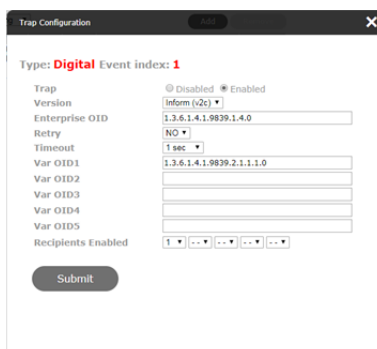 Trap Configuration Add ×
Type: Digital Event index: 1
Trap Disabled Enabled
Version Inform (v2c)
Enterprise OID 1.3.6.1.4.1.9839.1.4.0
Retry NO
Timeout 1 sec
Var OID1 1.3.6.1.4.1.9839.2.1.1.1.0
Var OID2
Var OID3
Var OID4
Var OID5
Recipients Enabled 1 -- -- -- --
Submit